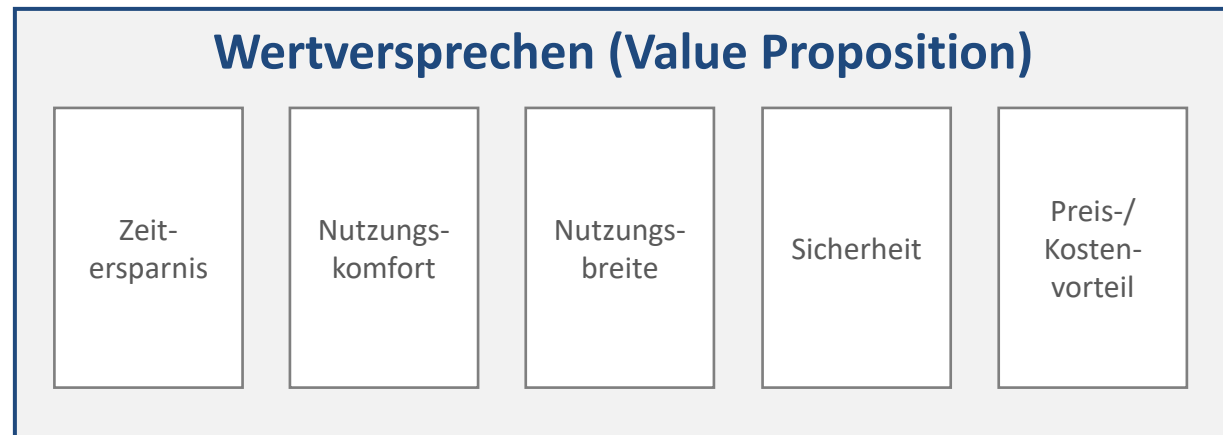 Wertversprechen (Value Proposition)
Zeit-
ersparnis
Nutzungs-
komfort
Nutzungs-
breite
Sicherheit
Preis-/
Kosten-
vorteil